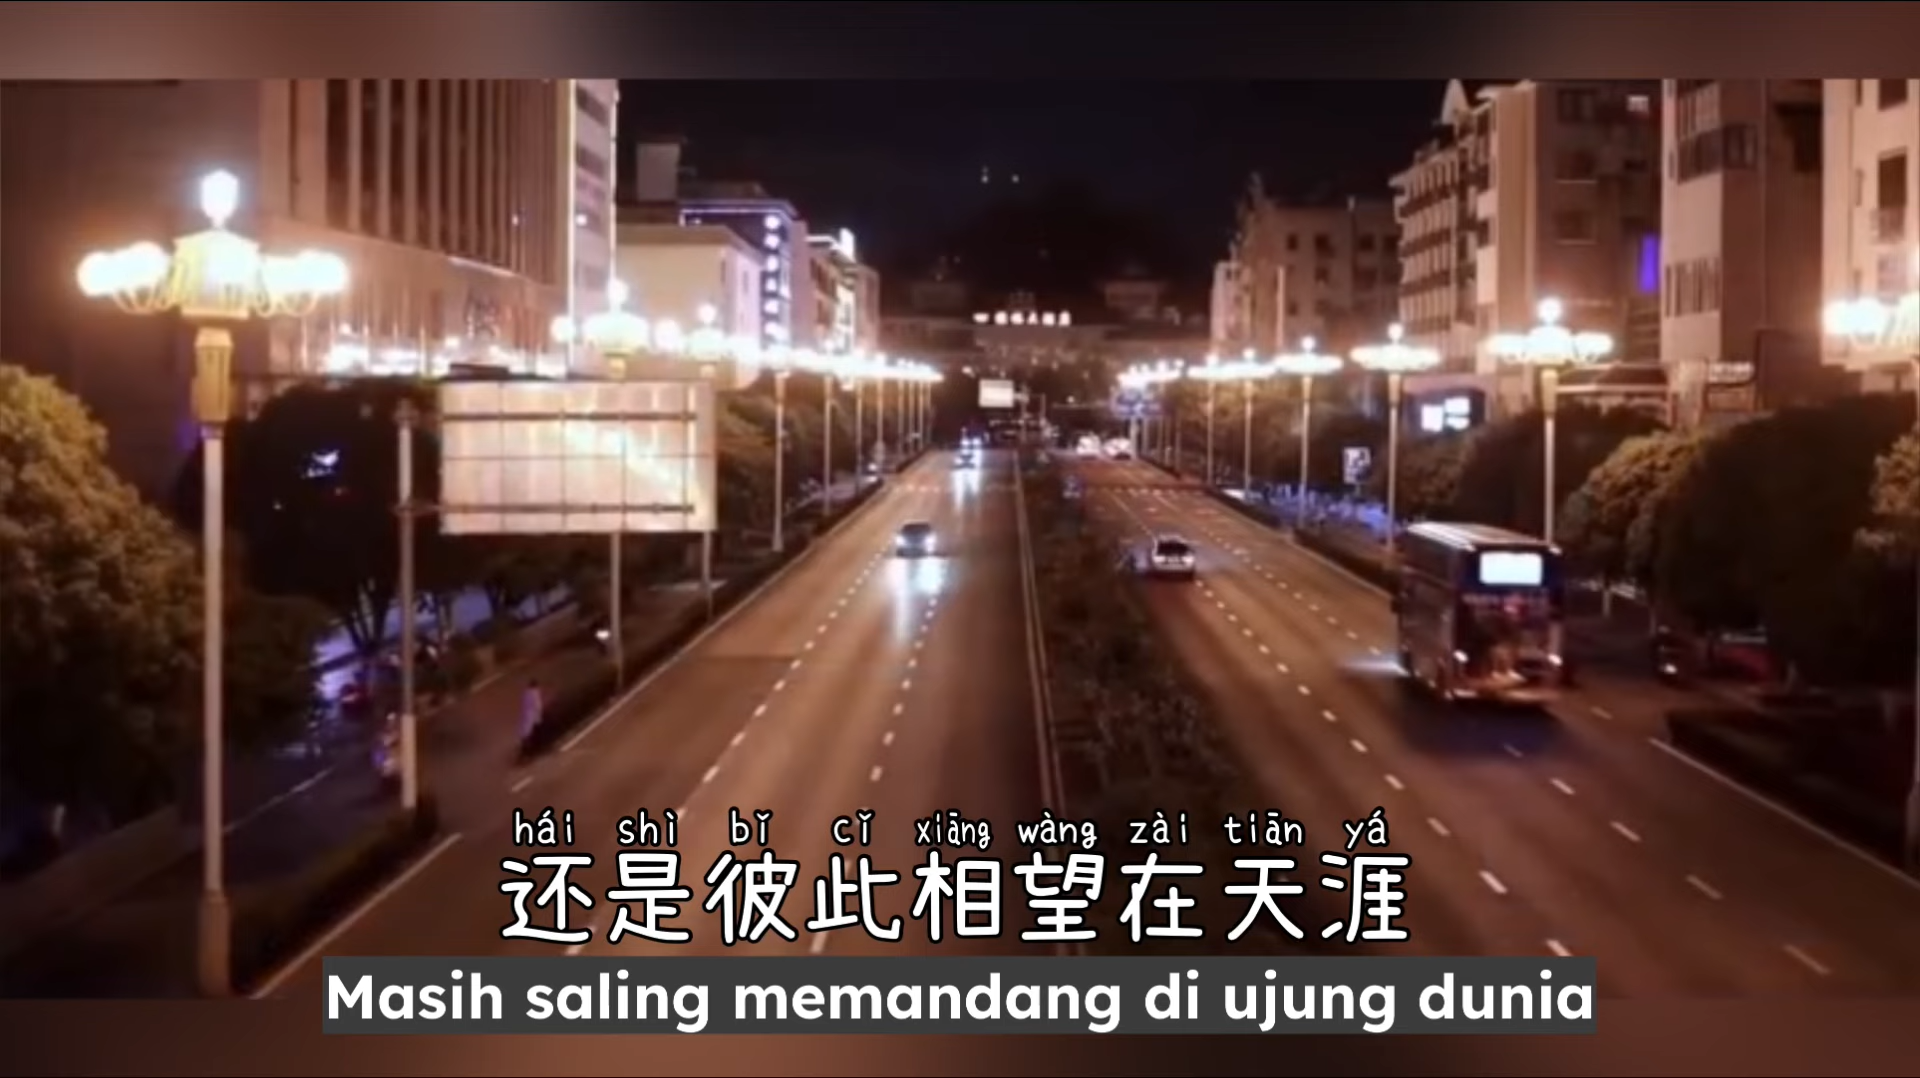 hái shì bǐ cǐ xiāng wàng zài tiān yá
还是彼此相望在天涯
Masih saling memandang di ujung dunia